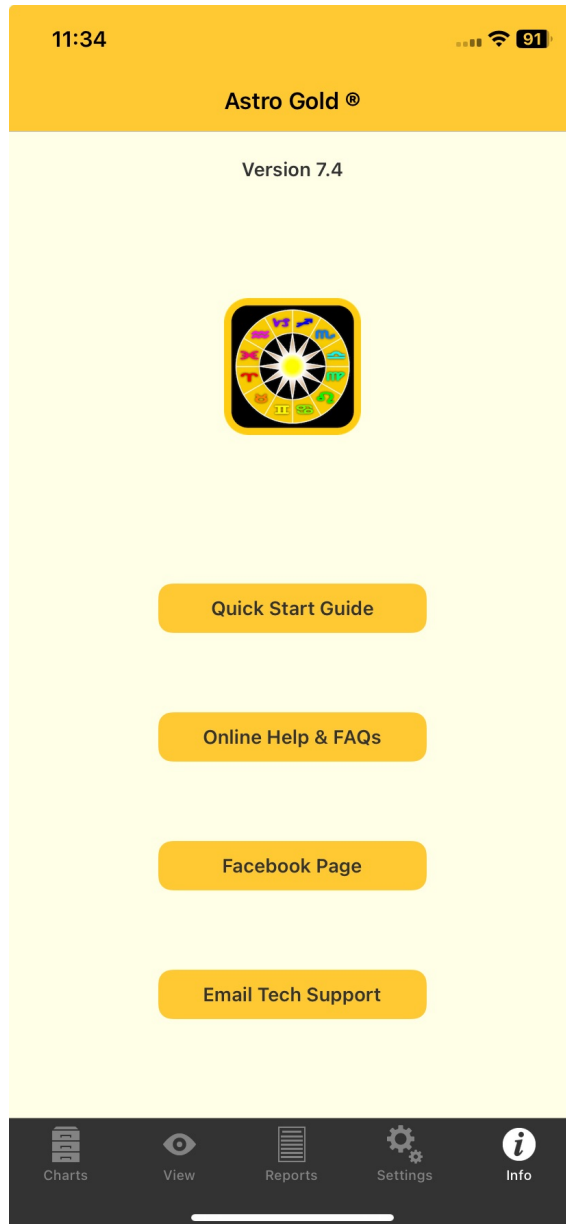 11:34
91
Astro Gold ®
Version 7.4
Quick Start Guide
Online Help & FAQs
Facebook Page
Email Tech Support
Charts
View
Reports
Settings
Info